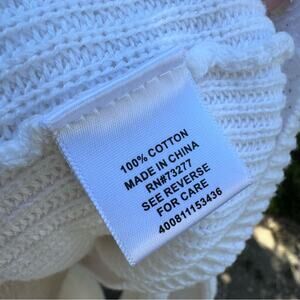 100% COTTON
MADE IN CHINA
RN#73277
SEE REVERSE
FOR CARE
400811153436